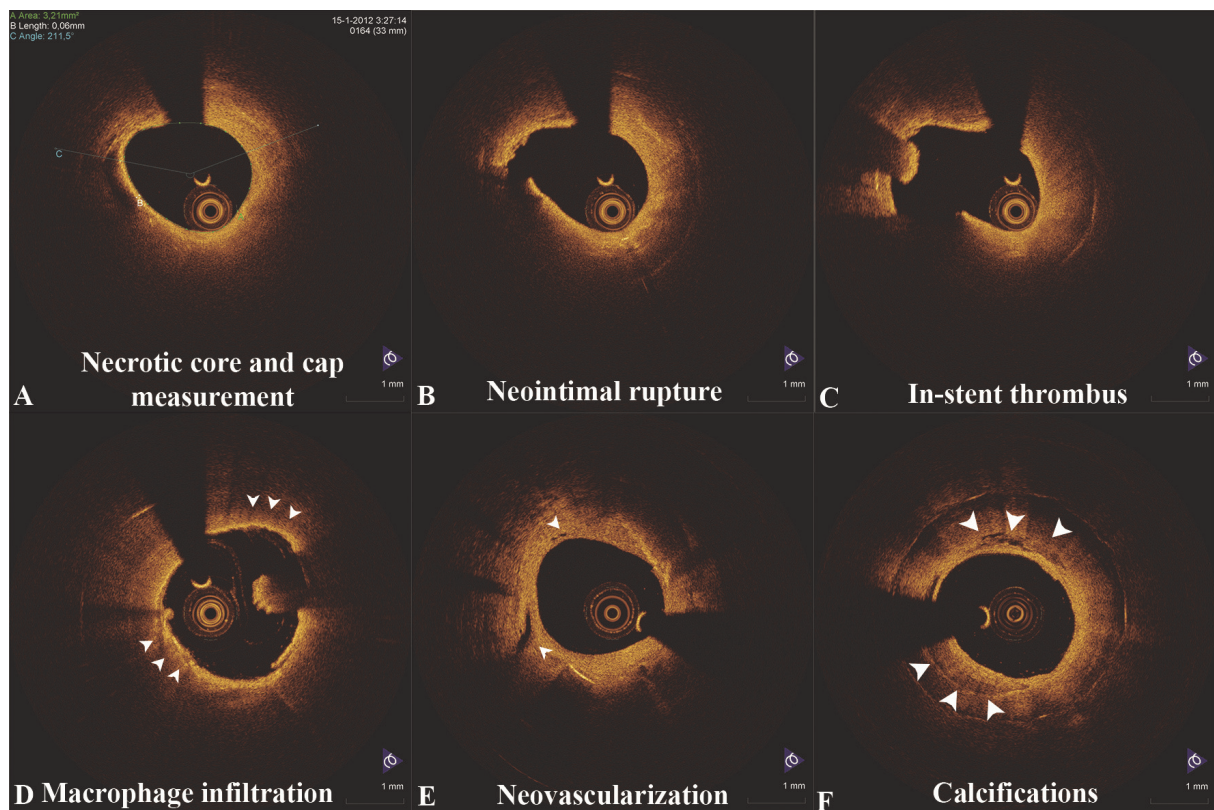 A Area: 3,21mm²
B Length: 0,06mm
C Angle: 211,5°
15-1-2012 3:27:14
0164 (33 mm)
C
B
Necrotic core and cap
measurement
A
1 mm
Neointimal rupture
B
1 mm
In-stent thrombus
C
1 mm
D Macrophage infiltration
1 mm
E Neovascularization
1 mm
Calcifications
F
1 mm